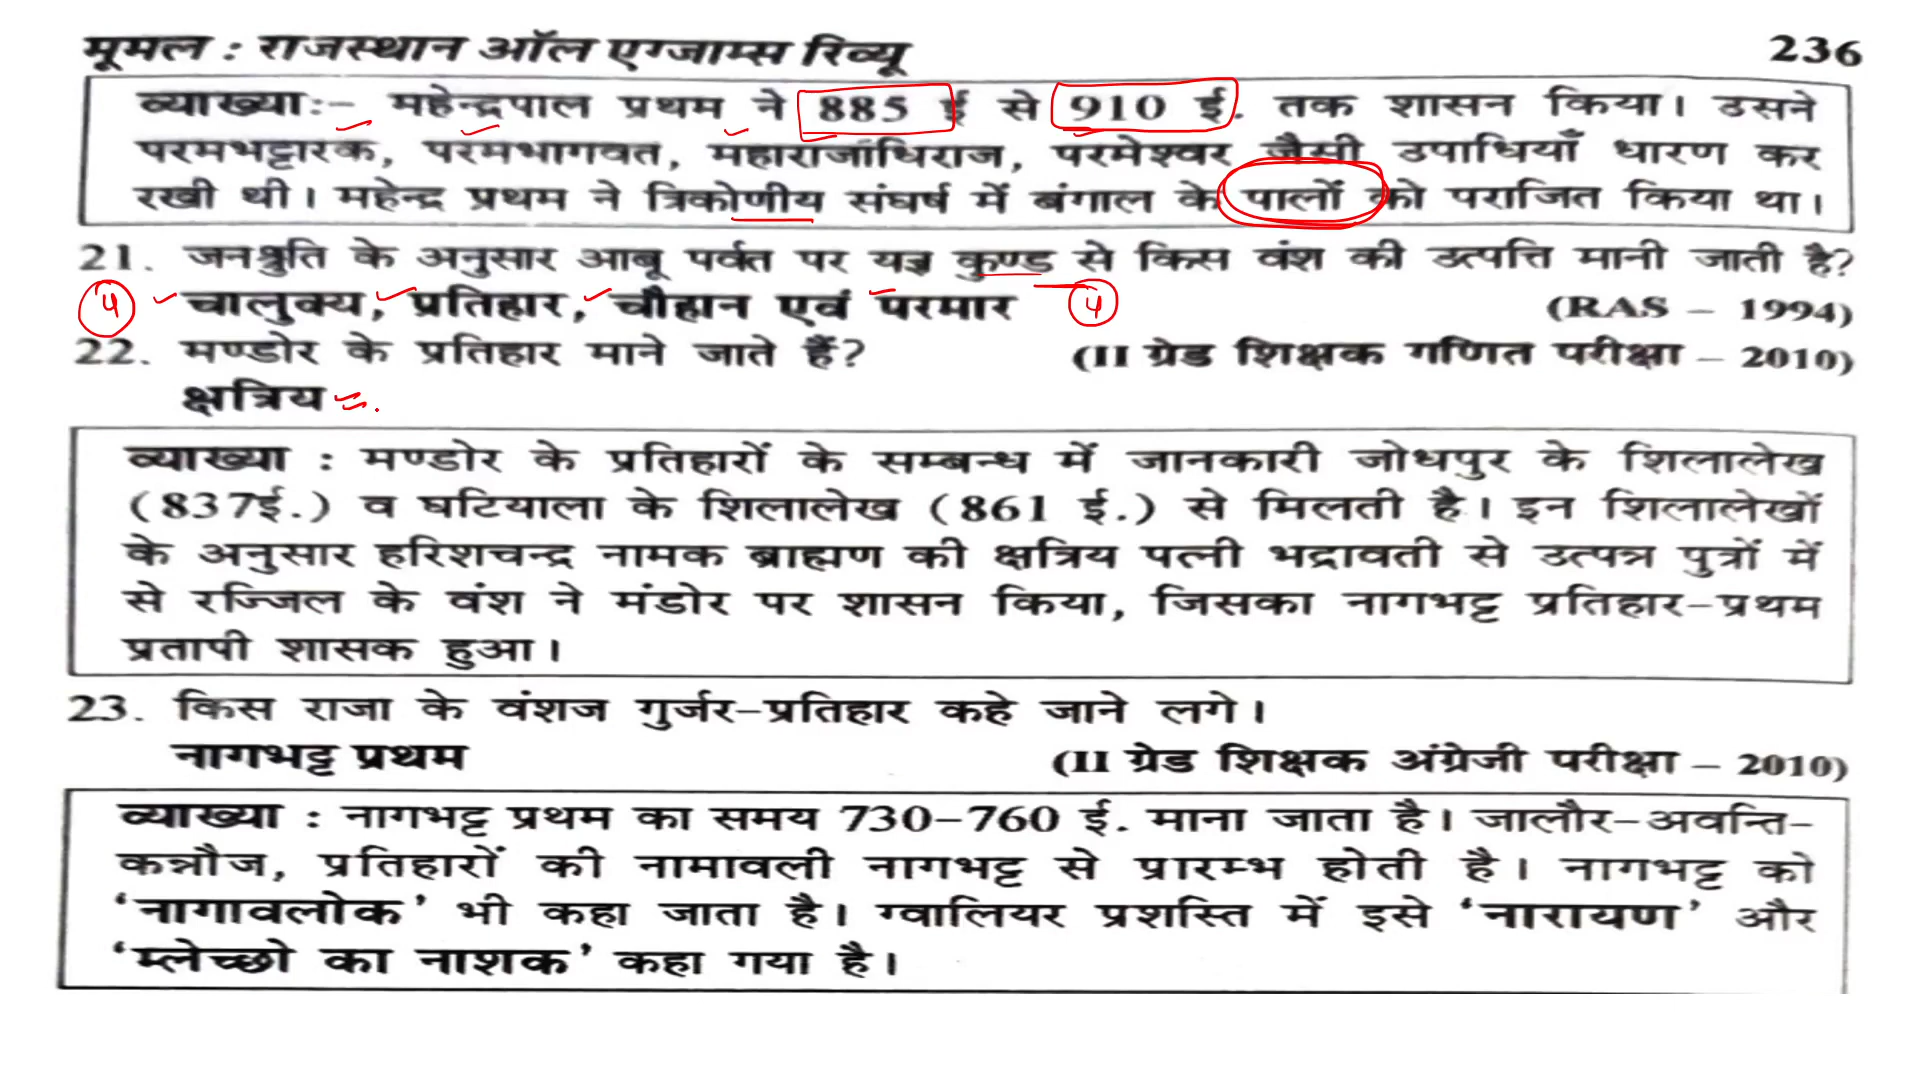 मूमल : राजस्थान ऑल एग्जाम्स रिव्यू 236
व्याख्याः- महेन्द्रपाल प्रथम ने 885 ई से 910 ई. तक शासन किया। उसने
परमभट्टारक, परमभागवत, महाराजाधिराज, परमेश्वर जैसी उपाधियाँ धारण कर
रखी थी। महेन्द्र प्रथम ने त्रिकोणीय संघर्ष में बंगाल के पालों को पराजित किया था।
21. जनश्रुति के अनुसार आबू पर्वत पर यज्ञ कुण्ड से किस वंश की उत्पत्ति मानी जाती है?
4 चालुक्य, प्रतिहार, चौहान एवं परमार 4 (RAS – 1994)
22. मण्डोर के प्रतिहार माने जाते हैं? (II ग्रेड शिक्षक गणित परीक्षा – 2010)
क्षत्रिय
व्याख्या : मण्डोर के प्रतिहारों के सम्बन्ध में जानकारी जोधपुर के शिलालेख
(837ई.) व घटियाला के शिलालेख (861 ई.) से मिलती है। इन शिलालेखों
के अनुसार हरिशचन्द्र नामक ब्राह्मण की क्षत्रिय पत्नी भद्रावती से उत्पन्न पुत्रों में
से रज्जिल के वंश ने मंडोर पर शासन किया, जिसका नागभट्ट प्रतिहार-प्रथम
प्रतापी शासक हुआ।
23. किस राजा के वंशज गुर्जर-प्रतिहार कहे जाने लगे।
नागभट्ट प्रथम (II ग्रेड शिक्षक अंग्रेजी परीक्षा – 2010)
व्याख्या : नागभट्ट प्रथम का समय 730-760 ई. माना जाता है। जालौर-अवन्ति-
कन्नौज, प्रतिहारों की नामावली नागभट्ट से प्रारम्भ होती है। नागभट्ट को
'नागावलोक' भी कहा जाता है। ग्वालियर प्रशस्ति में इसे 'नारायण' और
'म्लेच्छो का नाशक' कहा गया है।